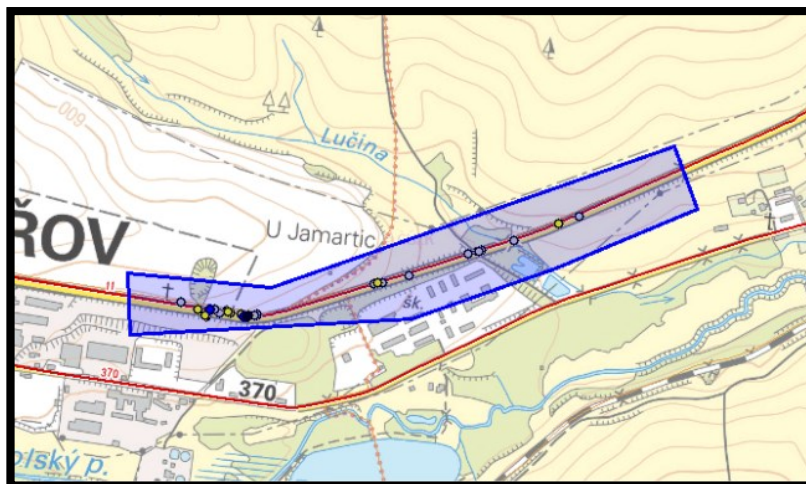 009
Lučina
ŘOV
U Jamartic
11
šk.
370
370
olský p.